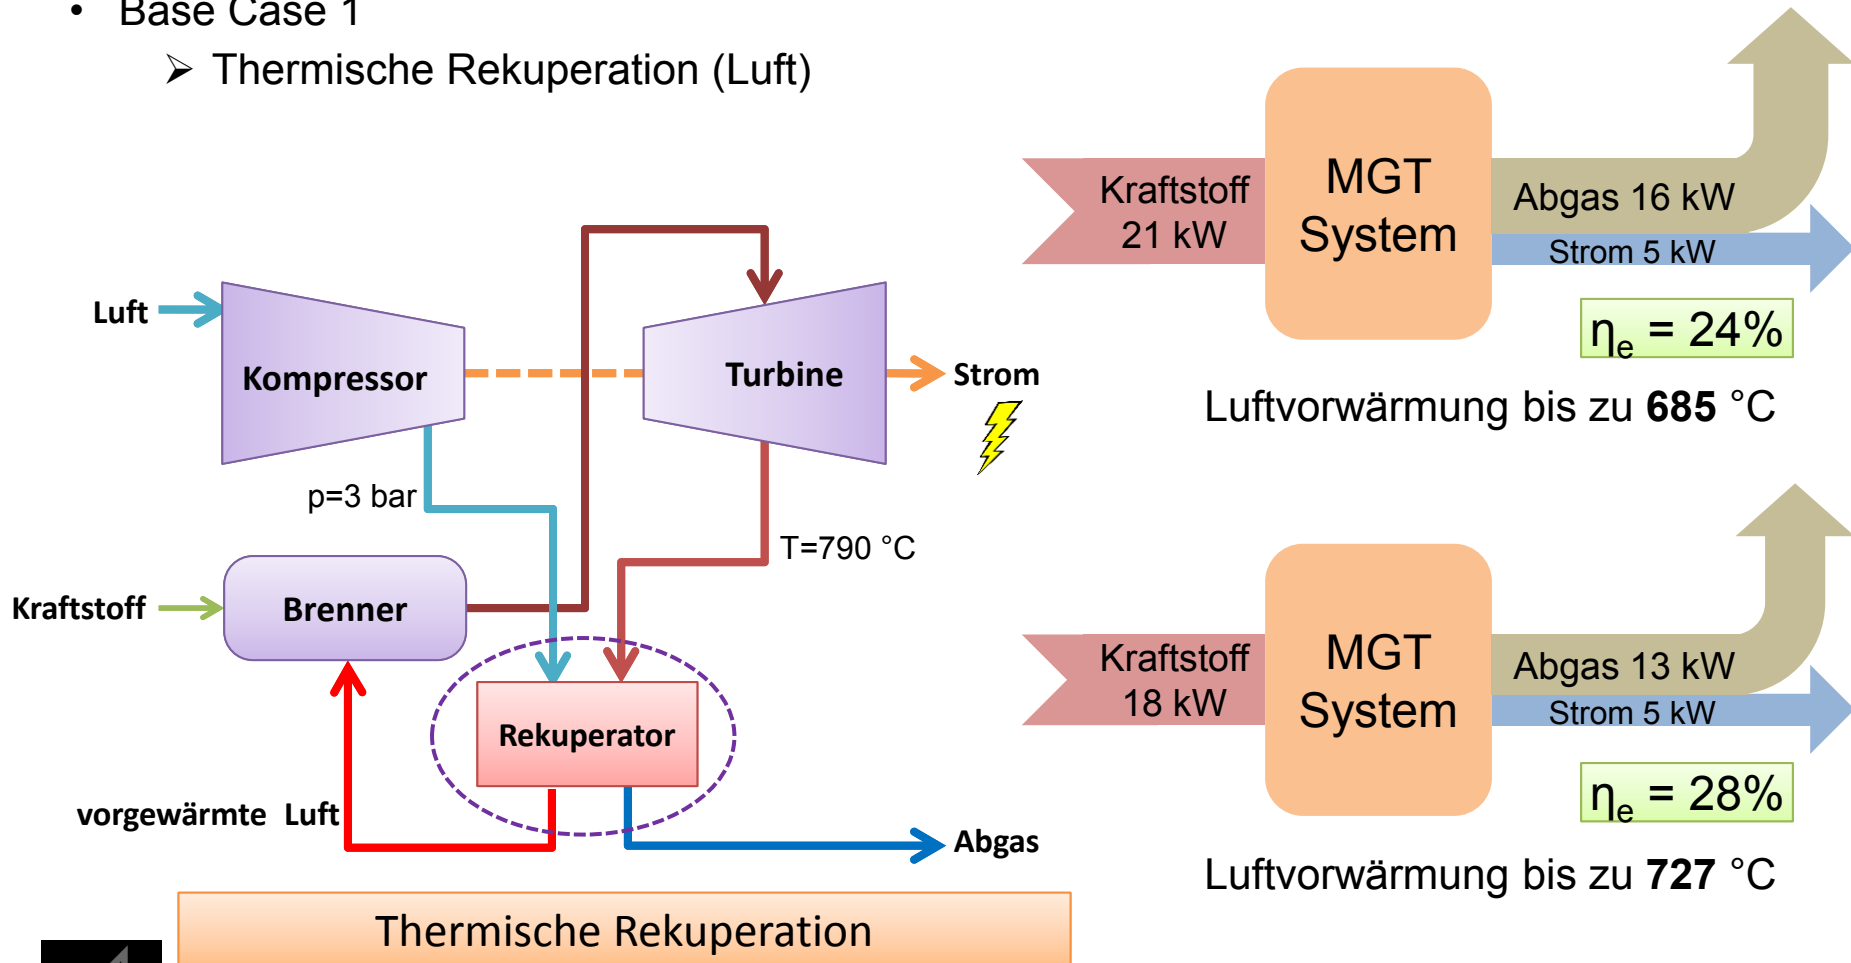 • Base Case 1
➢ Thermische Rekuperation (Luft)
Luft
Kompressor
Turbine
Strom
p=3 bar
T=790 °C
Kraftstoff
Brenner
Rekuperator
vorgewärmte Luft
Abgas
Thermische Rekuperation
Kraftstoff
21 kW
MGT
System
Abgas 16 kW
Strom 5 kW
ηe = 24%
Luftvorwärmung bis zu 685 °C
Kraftstoff
18 kW
MGT
System
Abgas 13 kW
Strom 5 kW
ηe = 28%
Luftvorwärmung bis zu 727 °C